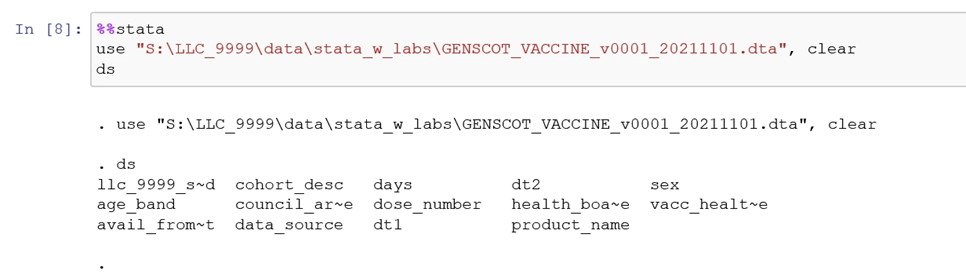 In [8]: %%stata
use "S:\LLC_9999\data\stata_w_labs\GENSCOT_VACCINE_v0001_20211101.dta", clear
ds
. use "S:\LLC_9999\data\stata_w_labs\GENSCOT_VACCINE_v0001_20211101.dta", clear
. ds
llc_9999_s~d cohort_desc days dt2 sex
age_band council_ar~e dose_number health_boa~e vacc_healt~e
avail_from~t data_source dt1 product_name
.